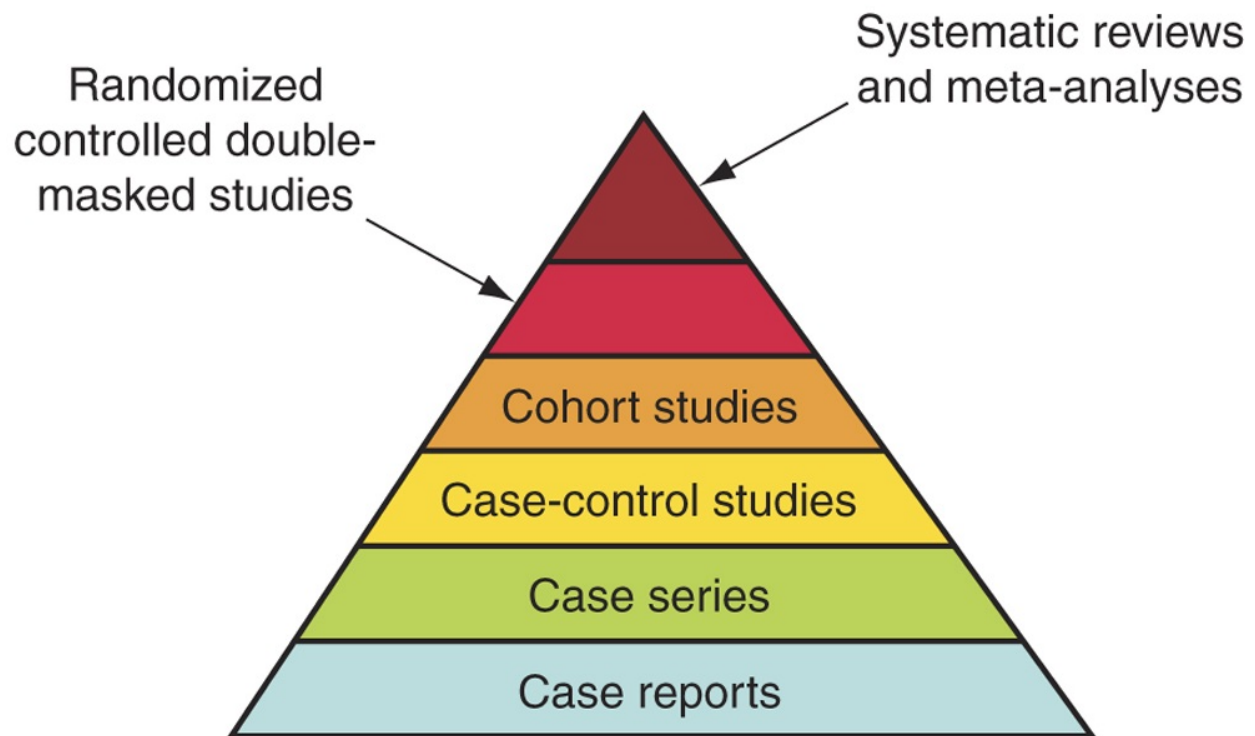 Systematic reviews
and meta-analyses
Randomized
controlled double-
masked studies
Cohort studies
Case-control studies
Case series
Case reports